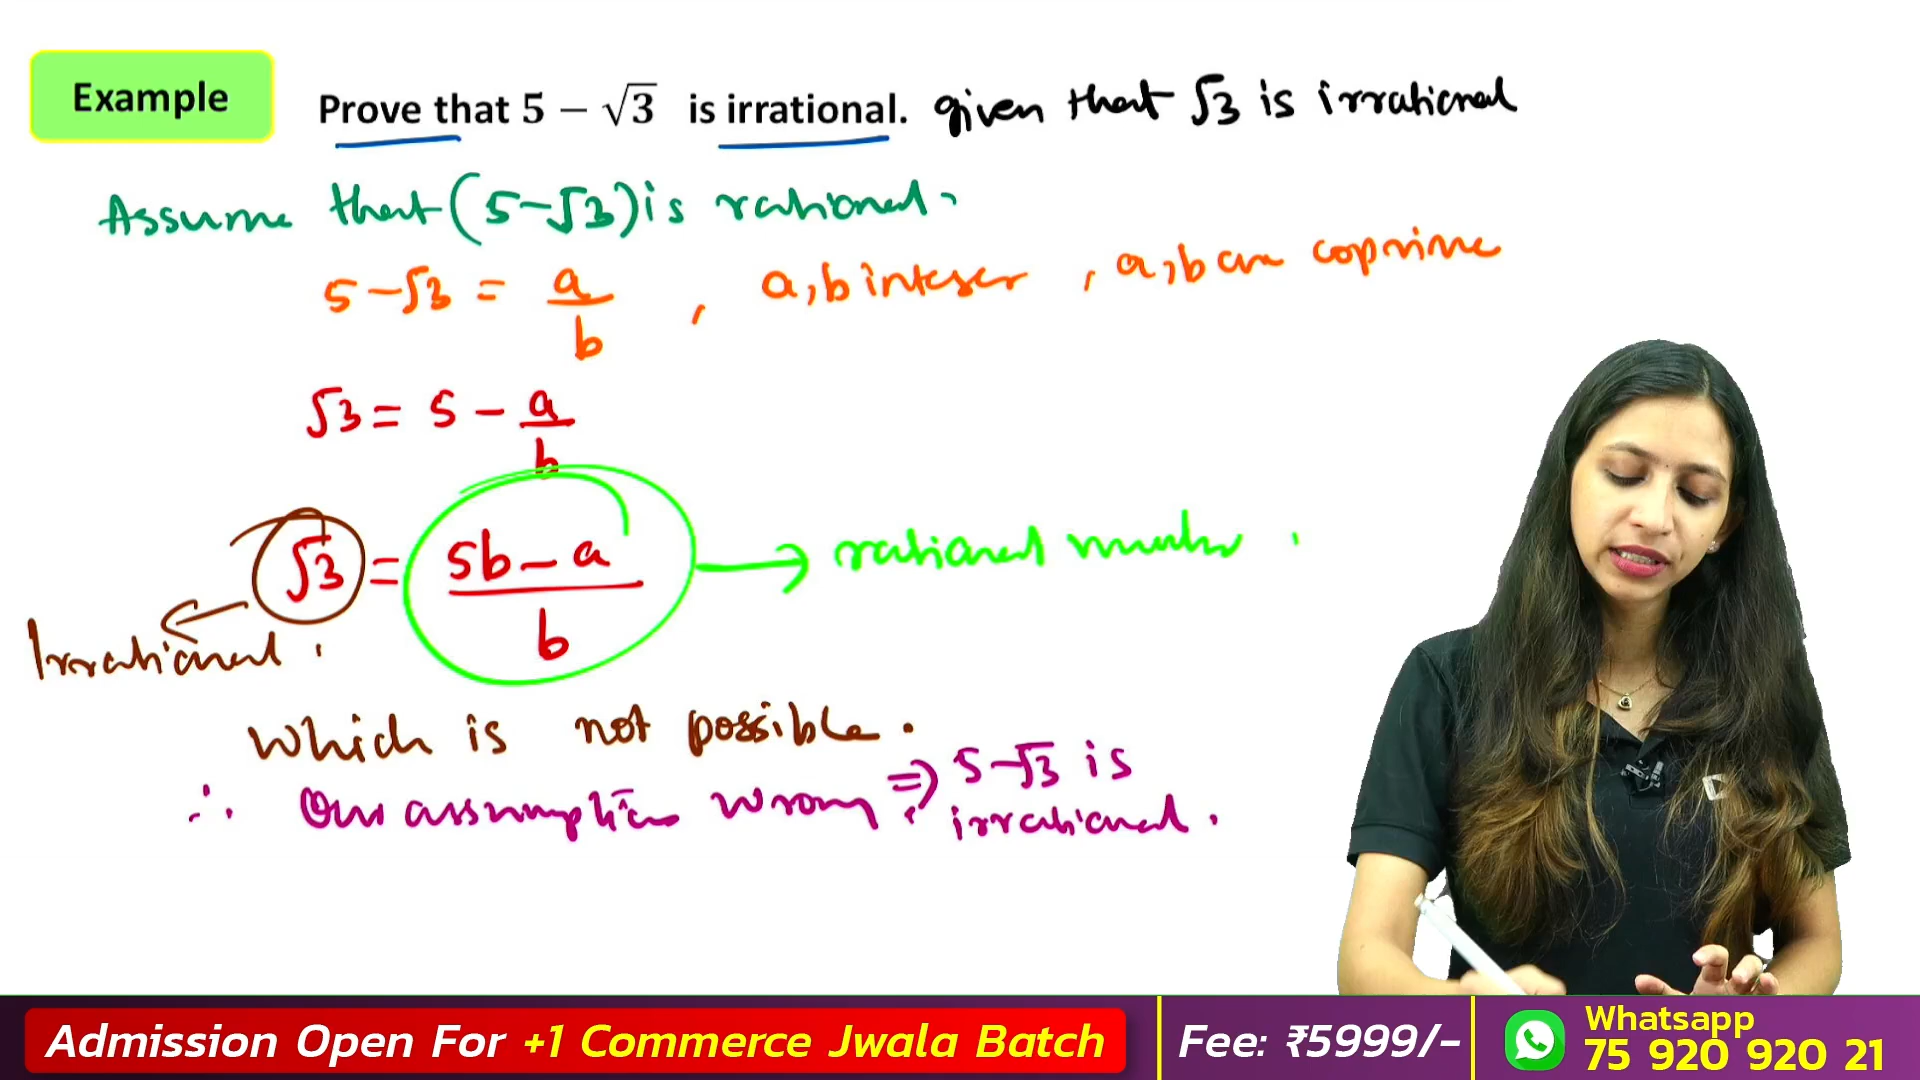 Example
Prove that 5 − √3 is irrational. given that √3 is irrational
Assume that (5-√3) is rational.
5-√3 = a/b , a,b integer , a,b are coprime
√3 = 5 - a/b
√3 = 5b-a/b → rational number.
Irrational.
which is not possible.
∴ Our assumption wrong ⇒ 5-√3 is
irrational.
Admission Open For +1 Commerce Jwala Batch
Fee: ₹5999/-
Whatsapp
75 920 920 21